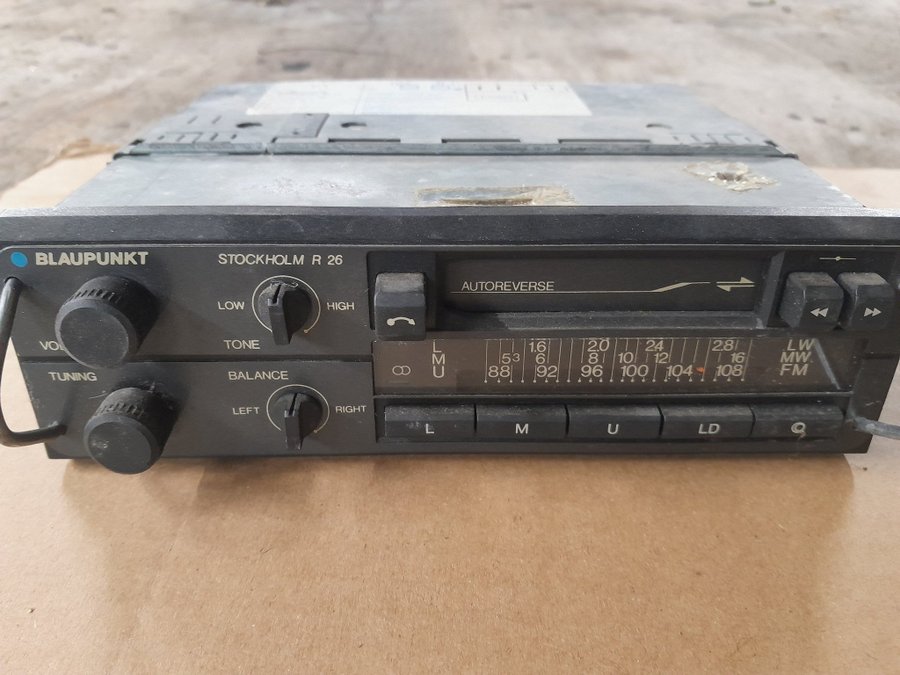 BLAUPUNKT
STOCKHOLM R 26
LOW HIGH
TONE
AUTOREVERSE
TUNING
BALANCE
LEFT RIGHT
L 16 20 24 28 LW
M 53 6 8 10 12 16 MW
U 88 92 96 100 104 108 FM
L M U LD